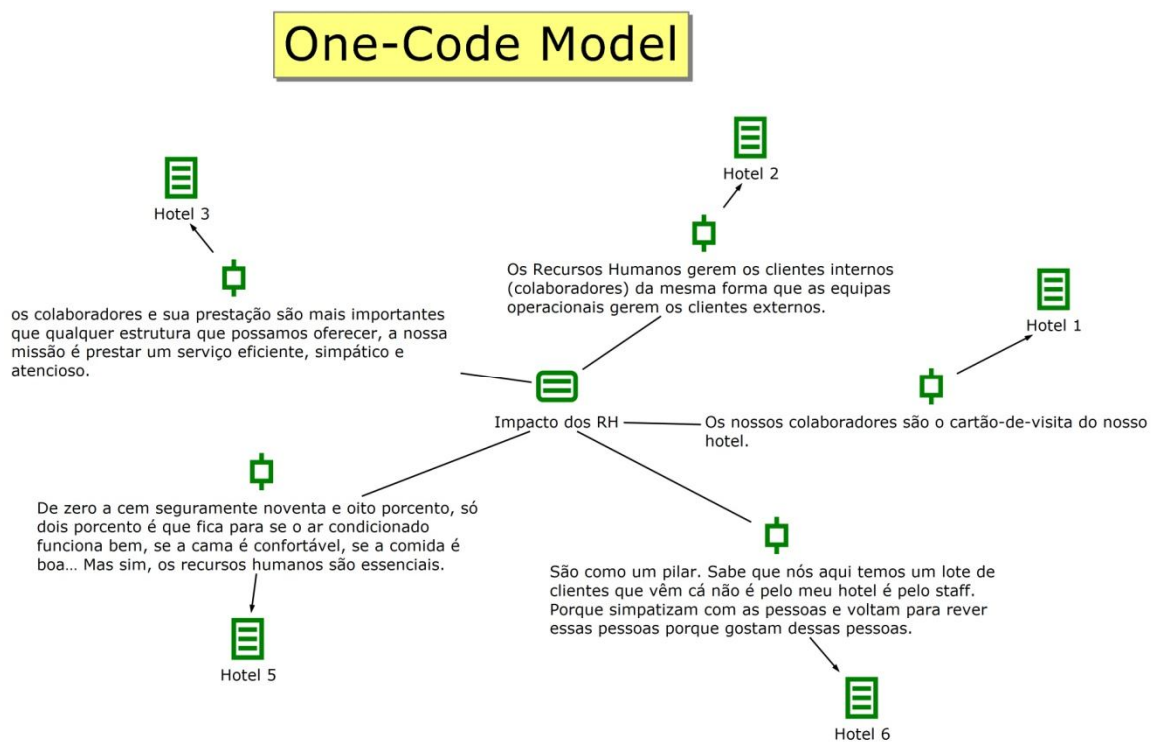 One-Code Model
Hotel 2
Hotel 3
Os Recursos Humanos gerem os clientes internos
(colaboradores) da mesma forma que as equipas
operacionais gerem os clientes externos.
os colaboradores e sua prestação são mais importantes
que qualquer estrutura que possamos oferecer, a nossa
missão é prestar um serviço eficiente, simpático e
atencioso.
Hotel 1
Impacto dos RH
Os nossos colaboradores são o cartão-de-visita do nosso
hotel.
De zero a cem seguramente noventa e oito porcento, só
dois porcento é que fica para se o ar condicionado
funciona bem, se a cama é confortável, se a comida é
boa... Mas sim, os recursos humanos são essenciais.
São como um pilar. Sabe que nós aqui temos um lote de
clientes que vêm cá não é pelo meu hotel é pelo staff.
Porque simpatizam com as pessoas e voltam para rever
essas pessoas porque gostam dessas pessoas.
Hotel 5
Hotel 6